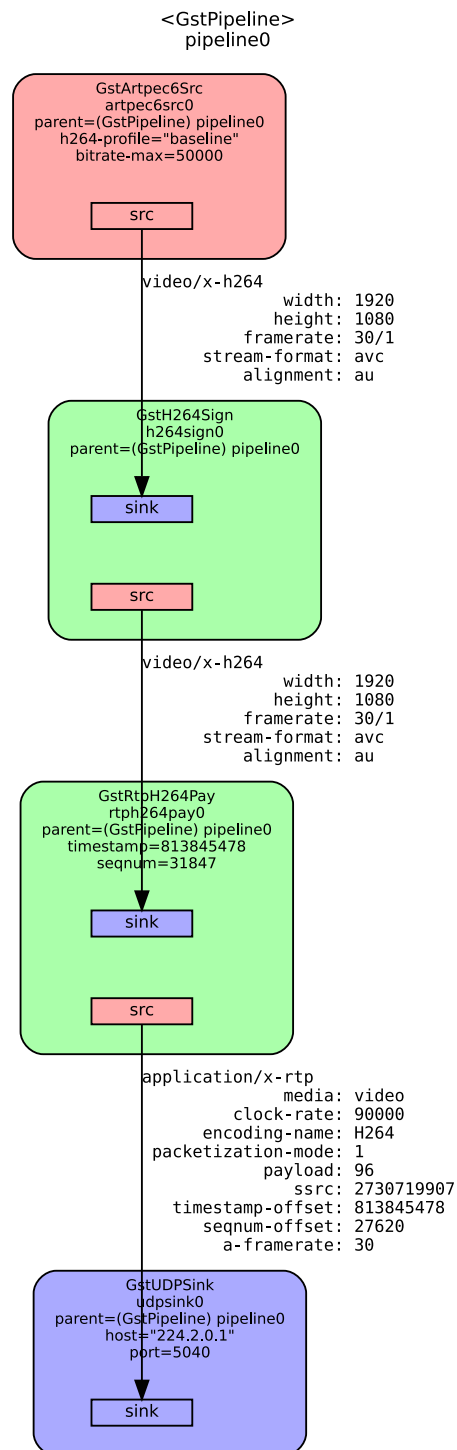 <GstPipeline>
pipeline0
GstArtpec6Src
artpec6src0
parent=(GstPipeline) pipeline0
h264-profile="baseline"
bitrate-max=50000
src
video/x-h264
width: 1920
height: 1080
framerate: 30/1
stream-format: avc
alignment: au
GstH264Sign
h264sign0
parent=(GstPipeline) pipeline0
sink
src
video/x-h264
width: 1920
height: 1080
framerate: 30/1
stream-format: avc
alignment: au
GstRtpH264Pay
rtph264pay0
parent=(GstPipeline) pipeline0
timestamp=813845478
seqnum=31847
sink
src
application/x-rtp
media: video
clock-rate: 90000
encoding-name: H264
packetization-mode: 1
payload: 96
ssrc: 2730719907
timestamp-offset: 813845478
seqnum-offset: 27620
a-framerate: 30
GstUDPSink
udpsink0
parent=(GstPipeline) pipeline0
host="224.2.0.1"
port=5040
sink